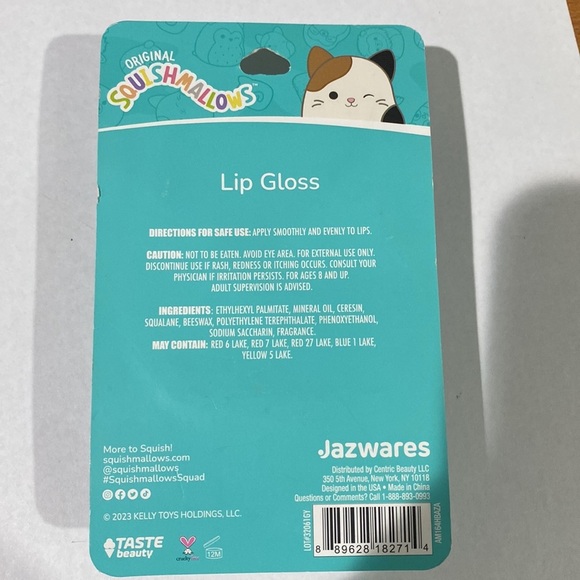 ORIGINAL
SQUISHMALLOWS™
Lip Gloss
DIRECTIONS FOR SAFE USE: APPLY SMOOTHLY AND EVENLY TO LIPS.
CAUTION: NOT TO BE EATEN. AVOID EYE AREA. FOR EXTERNAL USE ONLY.
DISCONTINUE USE IF RASH, REDNESS OR ITCHING OCCURS. CONSULT YOUR
PHYSICIAN IF IRRITATION PERSISTS. FOR AGES 8 AND UP.
ADULT SUPERVISION IS ADVISED.
INGREDIENTS: ETHYLHEXYL PALMITATE, MINERAL OIL, CERESIN,
SQUALANE, BEESWAX, POLYETHYLENE TEREPHTHALATE, PHENOXYETHANOL,
SODIUM SACCHARIN, FRAGRANCE.
MAY CONTAIN: RED 6 LAKE, RED 7 LAKE, RED 27 LAKE, BLUE 1 LAKE,
YELLOW 5 LAKE.
More to Squish!
squishmallows.com
@squishmallows
#SquishmallowsSquad
© 2023 KELLY TOYS HOLDINGS, LLC.
TASTE
beauty
cruelty
12M
Jazwares
Distributed by Centric Beauty LLC
350 5th Avenue, New York, NY 10118
Designed in the USA • Made in China
Questions or Comments? Call 1-888-893-0993
LOT#32061GY
8 89628 18271 4
AM164HBAZA